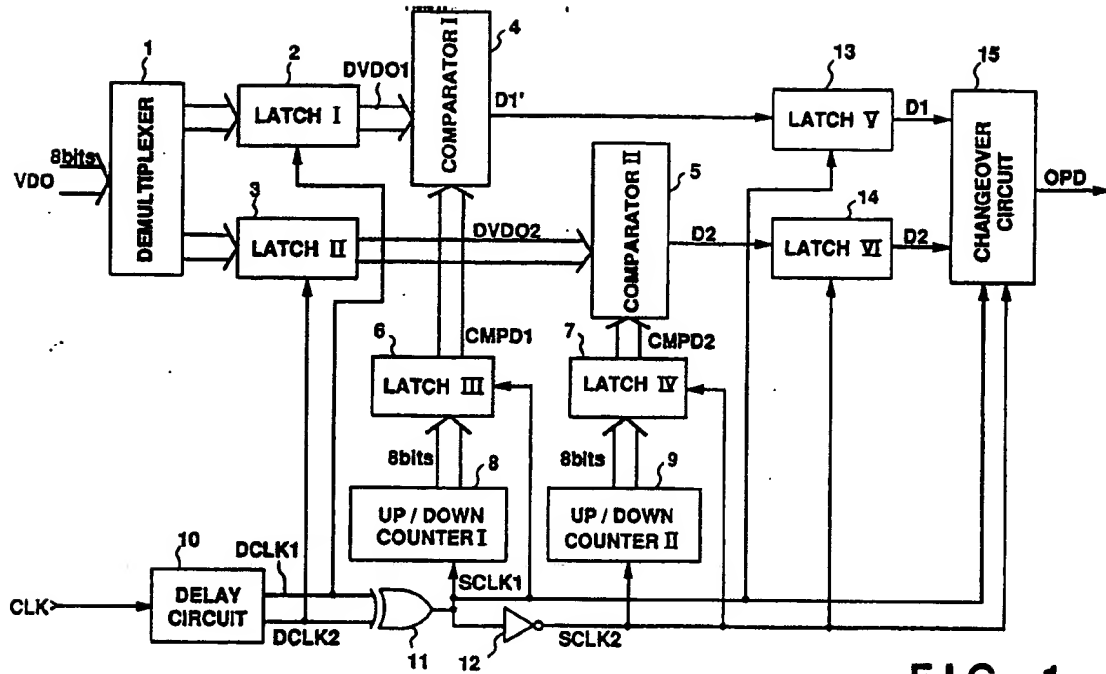 1
2
DVDO1
COMPARATOR I
4
13
15
DEMULTIPLEXER
LATCH I
D1'
LATCH V
D1
CHANGEOVER CIRCUIT
OPD
8bits
VDO
COMPARATOR II
5
3
LATCH II
DVDO2
D2
14
LATCH VI
D2
6
CMPD1
7
CMPD2
LATCH III
LATCH IV
8bits
8
8bits
9
UP / DOWN
COUNTER I
UP / DOWN
COUNTER II
10
DCLK1
SCLK1
CLK
DELAY
CIRCUIT
DCLK2
11
12
SCLK2